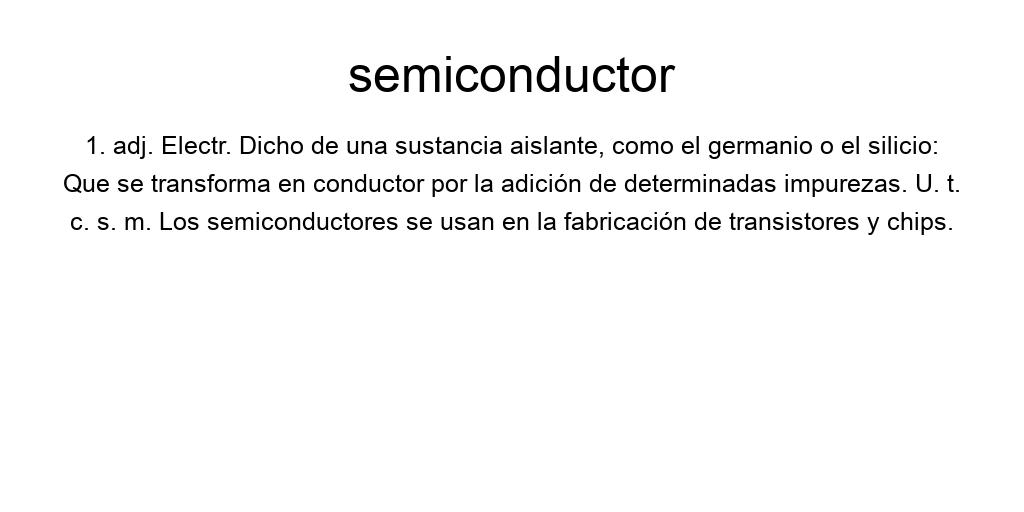 semiconductor
1. adj. Electr. Dicho de una sustancia aislante, como el germanio o el silicio:
Que se transforma en conductor por la adición de determinadas impurezas. U. t.
c. s. m. Los semiconductores se usan en la fabricación de transistores y chips.